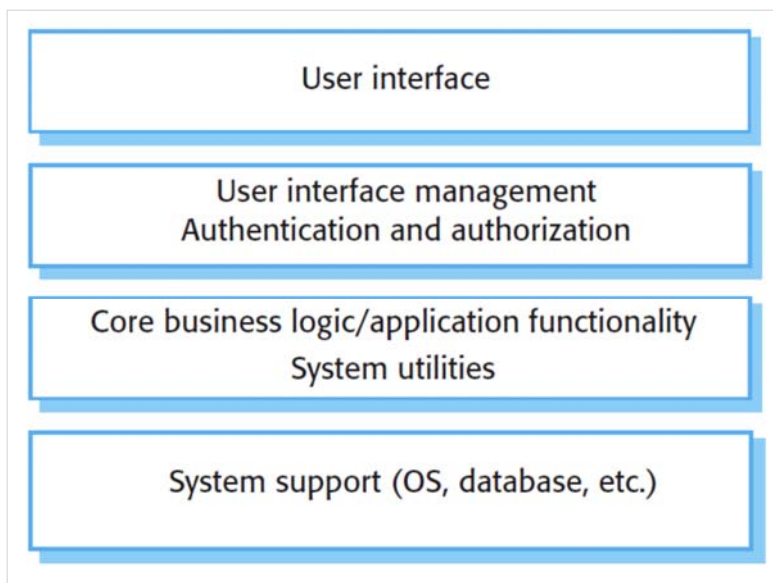 User interface
User interface management
Authentication and authorization
Core business logic/application functionality
System utilities
System support (OS, database, etc.)